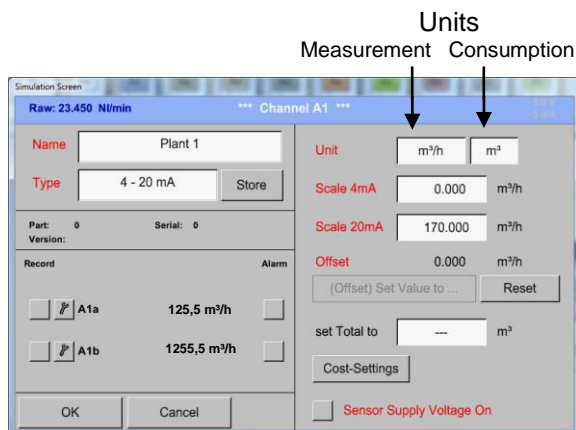 Units
Measurement Consumption
Simulation Screen
Raw: 23.450 Nl/min *** Channel A1 ***
Name Plant 1
Type 4 - 20 mA Store
Part: 0 Serial: 0
Version:
Record Alarm
A1a 125,5 m³/h
A1b 1255,5 m³/h
OK Cancel
Unit m³/h m³
Scale 4mA 0.000 m³/h
Scale 20mA 170.000 m³/h
Offset 0.000 m³/h
(Offset) Set Value to ... Reset
set Total to --- m³
Cost-Settings
Sensor Supply Voltage On